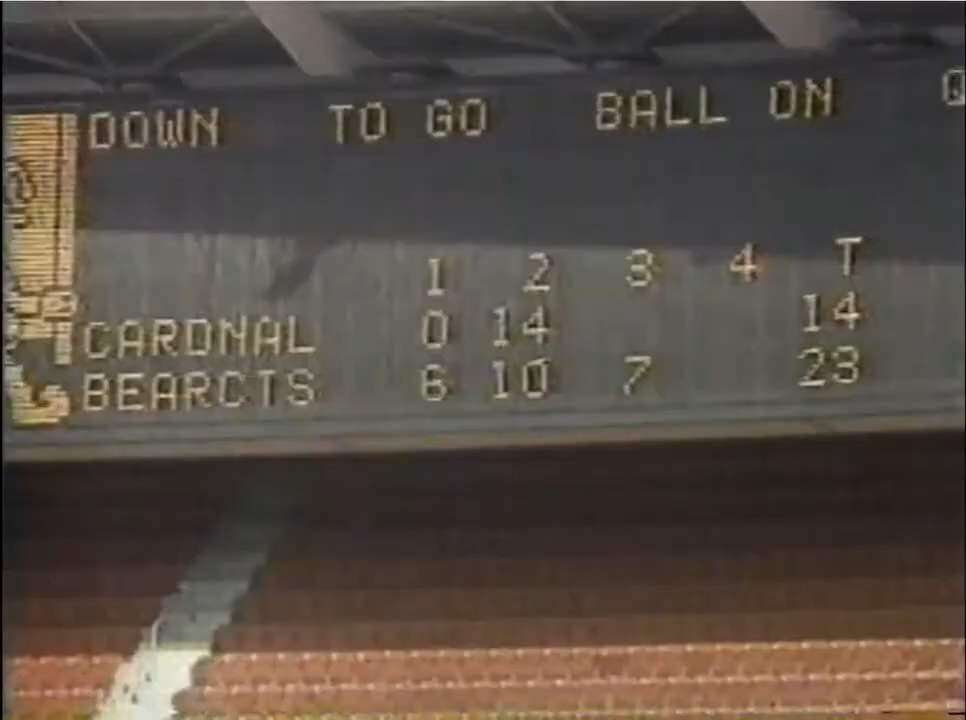 DOWN TO GO BALL ON Q
1 2 3 4 T
CARDNAL 0 14 14
BEARCTS 6 10 7 23